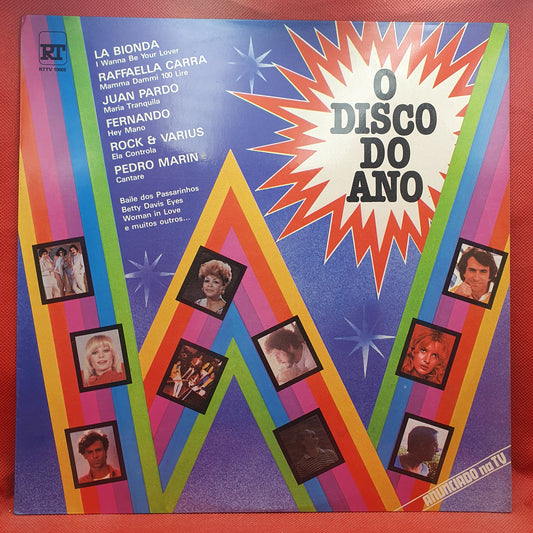 RT
LA BIONDA
I Wanna Be Your Lover
RAFFAELLA CARRA
Mamma Dammi 100 Lire
JUAN PARDO
Maria Tranquila
FERNANDO
Hey Mano
ROCK & VARIUS
Ela Controla
PEDRO MARIN
Cantare
Baile dos Passarinhos
Betty Davis Eyes
Woman in Love
e muitos outros...
O
DISCO
DO
ANO
ANUNCIADO na TV